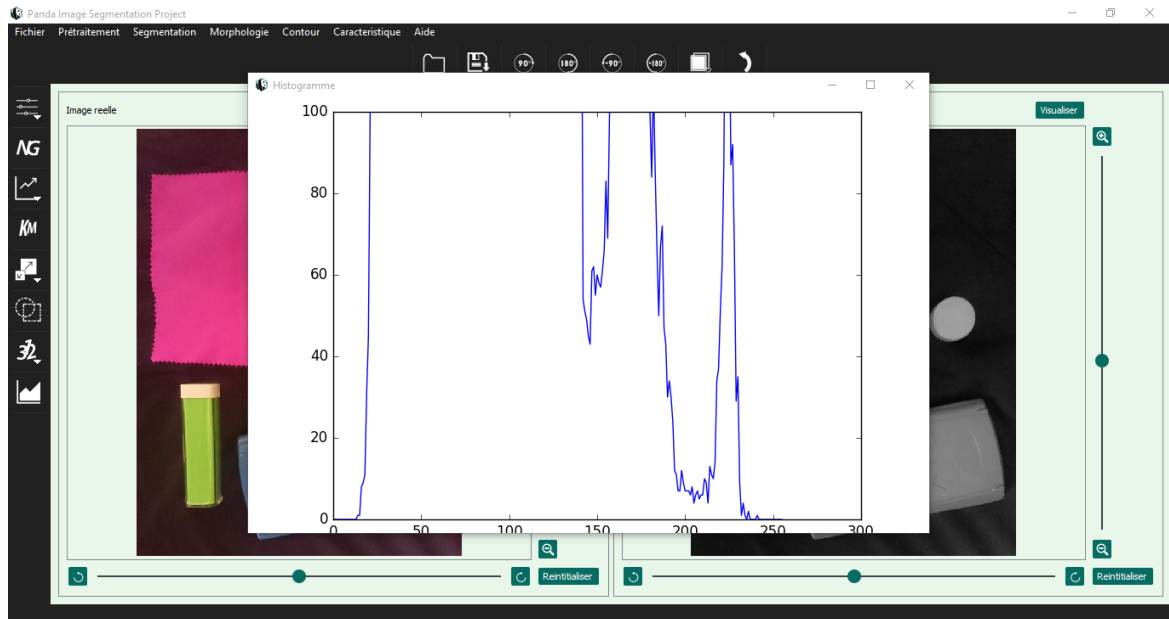 Panda Image Segmentation Project
Fichier Prétraitement Segmentation Morphologie Contour Caracteristique Aide
90° 180° -90° -180°
Histogramme
Image reelle
Visualiser
NG
KM
100
80
60
40
20
0
0 50 100 150 200 250 300
Reintitialiser
Reintitialiser